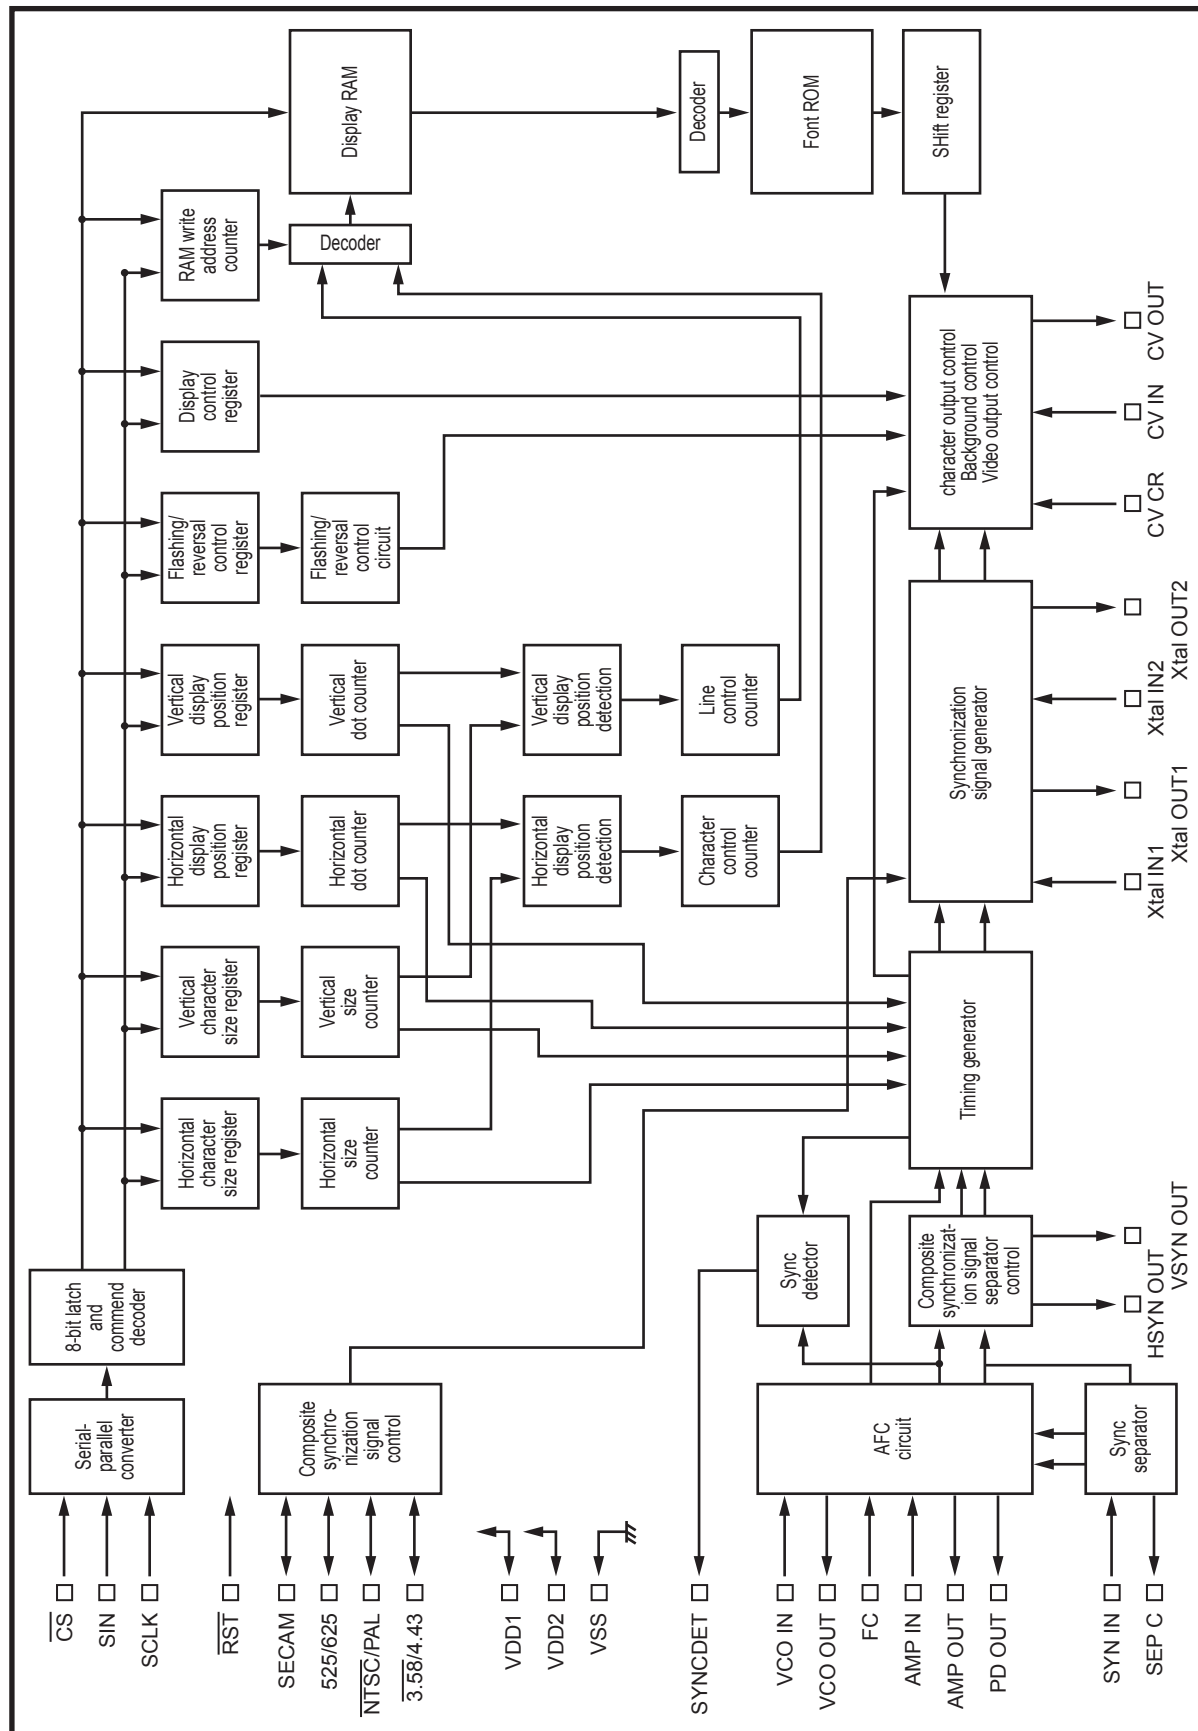 CS
SIN
SCLK
RST
SECAM
525/625
NTSC/PAL
3.58/4.43
VDD1
VDD2
VSS
SYNCDET
VCO IN
VCO OUT
FC
AMP IN
AMP OUT
PD OUT
SYN IN
SEP C
Serial-
parallel
converter
8-bit latch
and
commend
decoder
Composite
synchro-
nization
signal
control
AFC
circuit
Sync
separator
Horizontal
character
size register
Horizontal
size
counter
Sync
detector
Composite
synchronizat-
ion signal
separator
control
HSYN OUT
VSYN OUT
Vertical
character
size register
Vertical
size
counter
Timing generator
Horizontal
display
position
register
Horizontal
dot counter
Horizontal
display
position
detection
Character
control
counter
Vertical
display
position
register
Vertical
dot counter
Vertical
display
position
detection
Line
control
counter
Synchronization
signal generator
Xtal IN1
Xtal OUT1
Xtal IN2
Xtal OUT2
Flashing/
reversal
control
register
Flashing/
reversal
control
circuit
Display
control
register
character output control
Background control
Video output control
CV CR
CV IN
CV OUT
RAM write
address
counter
Decoder
Display RAM
Decoder
Font ROM
SHift register